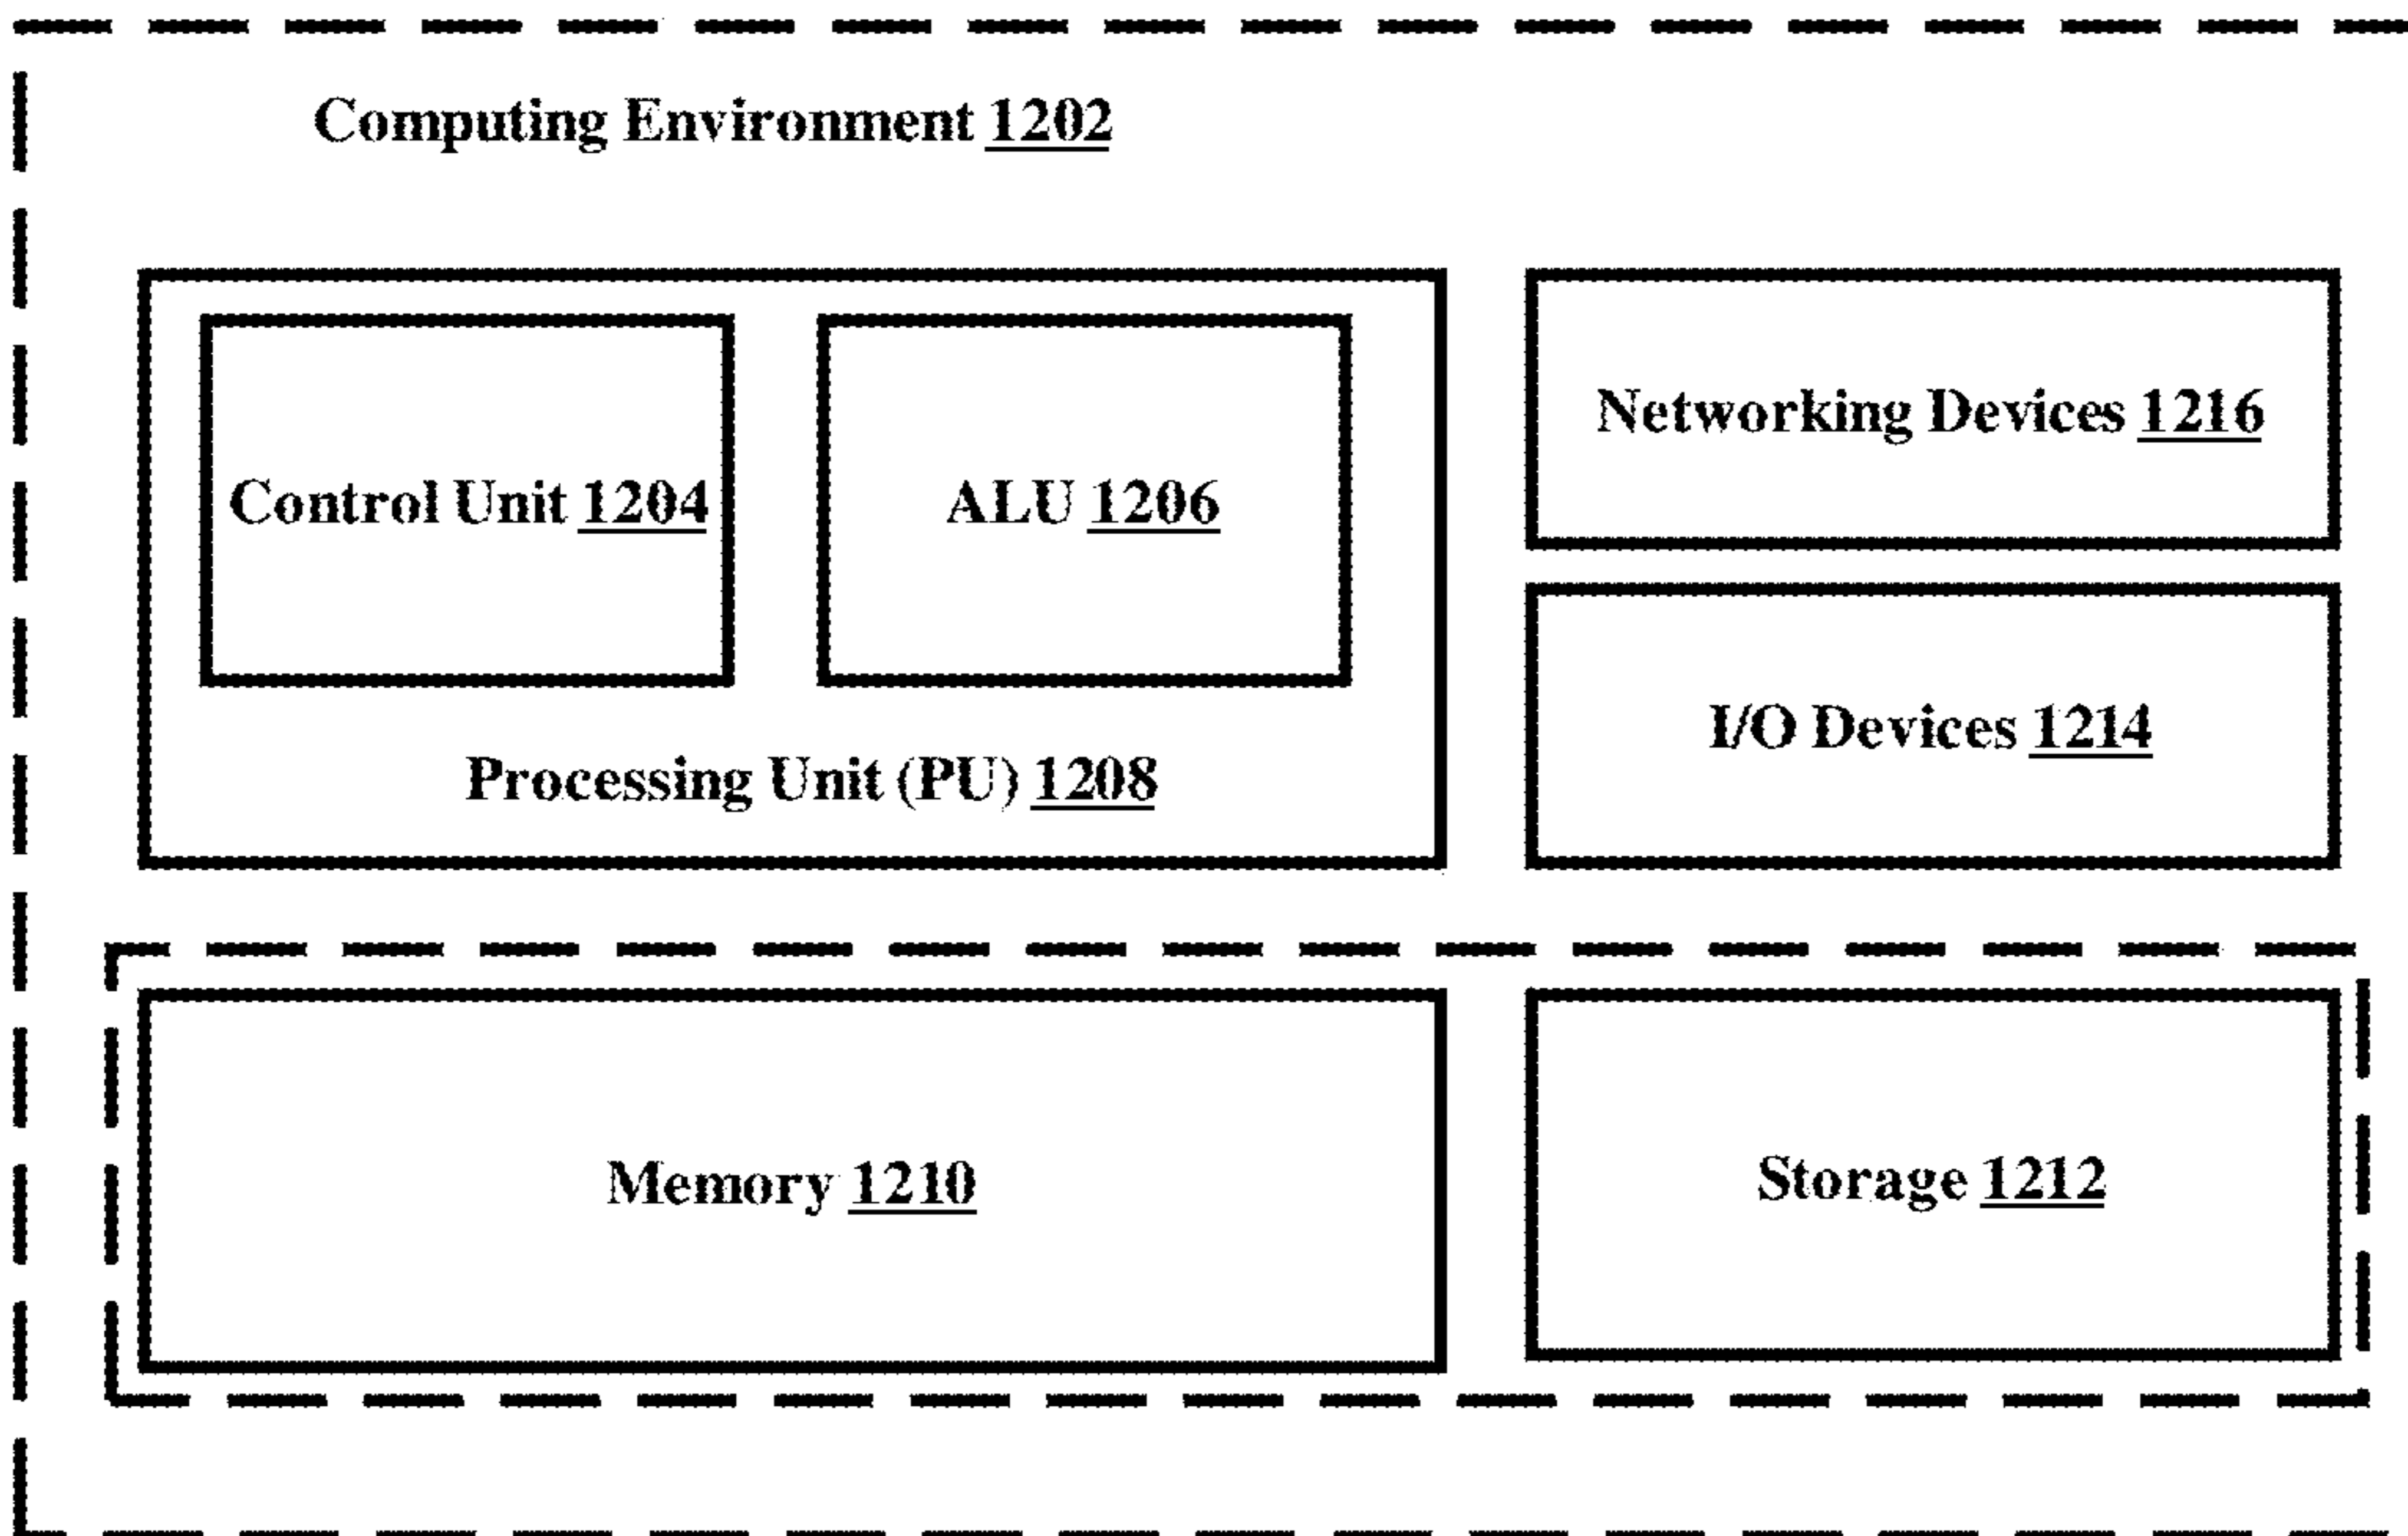 Computing Environment 1202
Control Unit 1204
ALU 1206
Processing Unit (PU) 1208
Networking Devices 1216
I/O Devices 1214
Memory 1210
Storage 1212